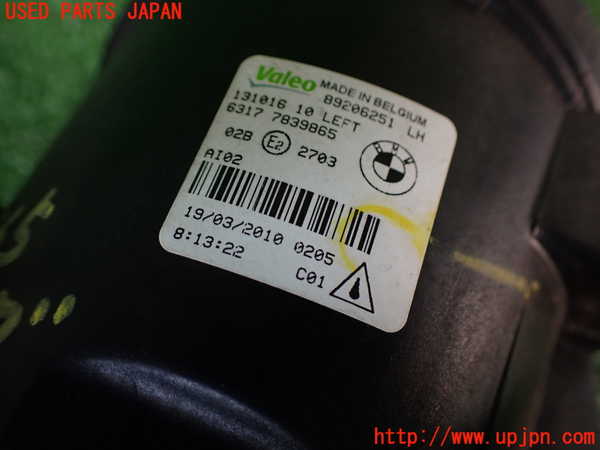 USED PARTS JAPAN
Valeo MADE IN BELGIUM
89206251 LH
131016 10 LEFT
6317 7839865
02B E2 2703
AI02
19/03/2010 0205
8:13:22
C01
http://www.upjpn.com/